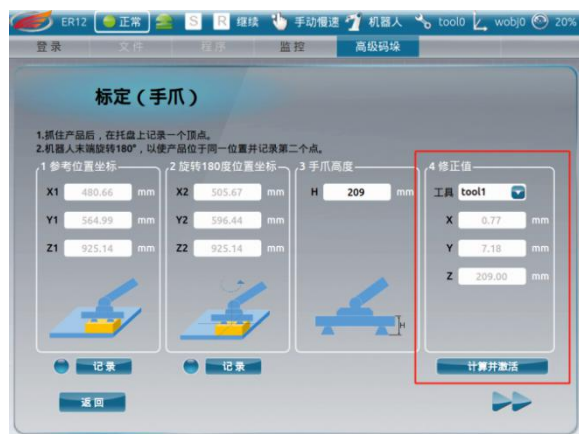 ER12 正常 S R 继续 手动慢速 机器人 tool0 wobj0 20%
登录 文件 程序 监控 高级码垛
标定（手爪）
1.抓住产品后，在托盘上记录一个顶点。
2.机器人末端旋转180°，以使产品位于同一位置并记录第二个点。
1 参考位置坐标 2 旋转180度位置坐标 3 手爪高度 4 修正值
X1 480.66 mm X2 505.67 mm H 209 mm 工具 tool1
Y1 564.99 mm Y2 596.44 mm X 0.77 mm
Z1 925.14 mm Z2 925.14 mm Y 7.18 mm
Z 209.00 mm
H
记录 记录 计算并激活
返回